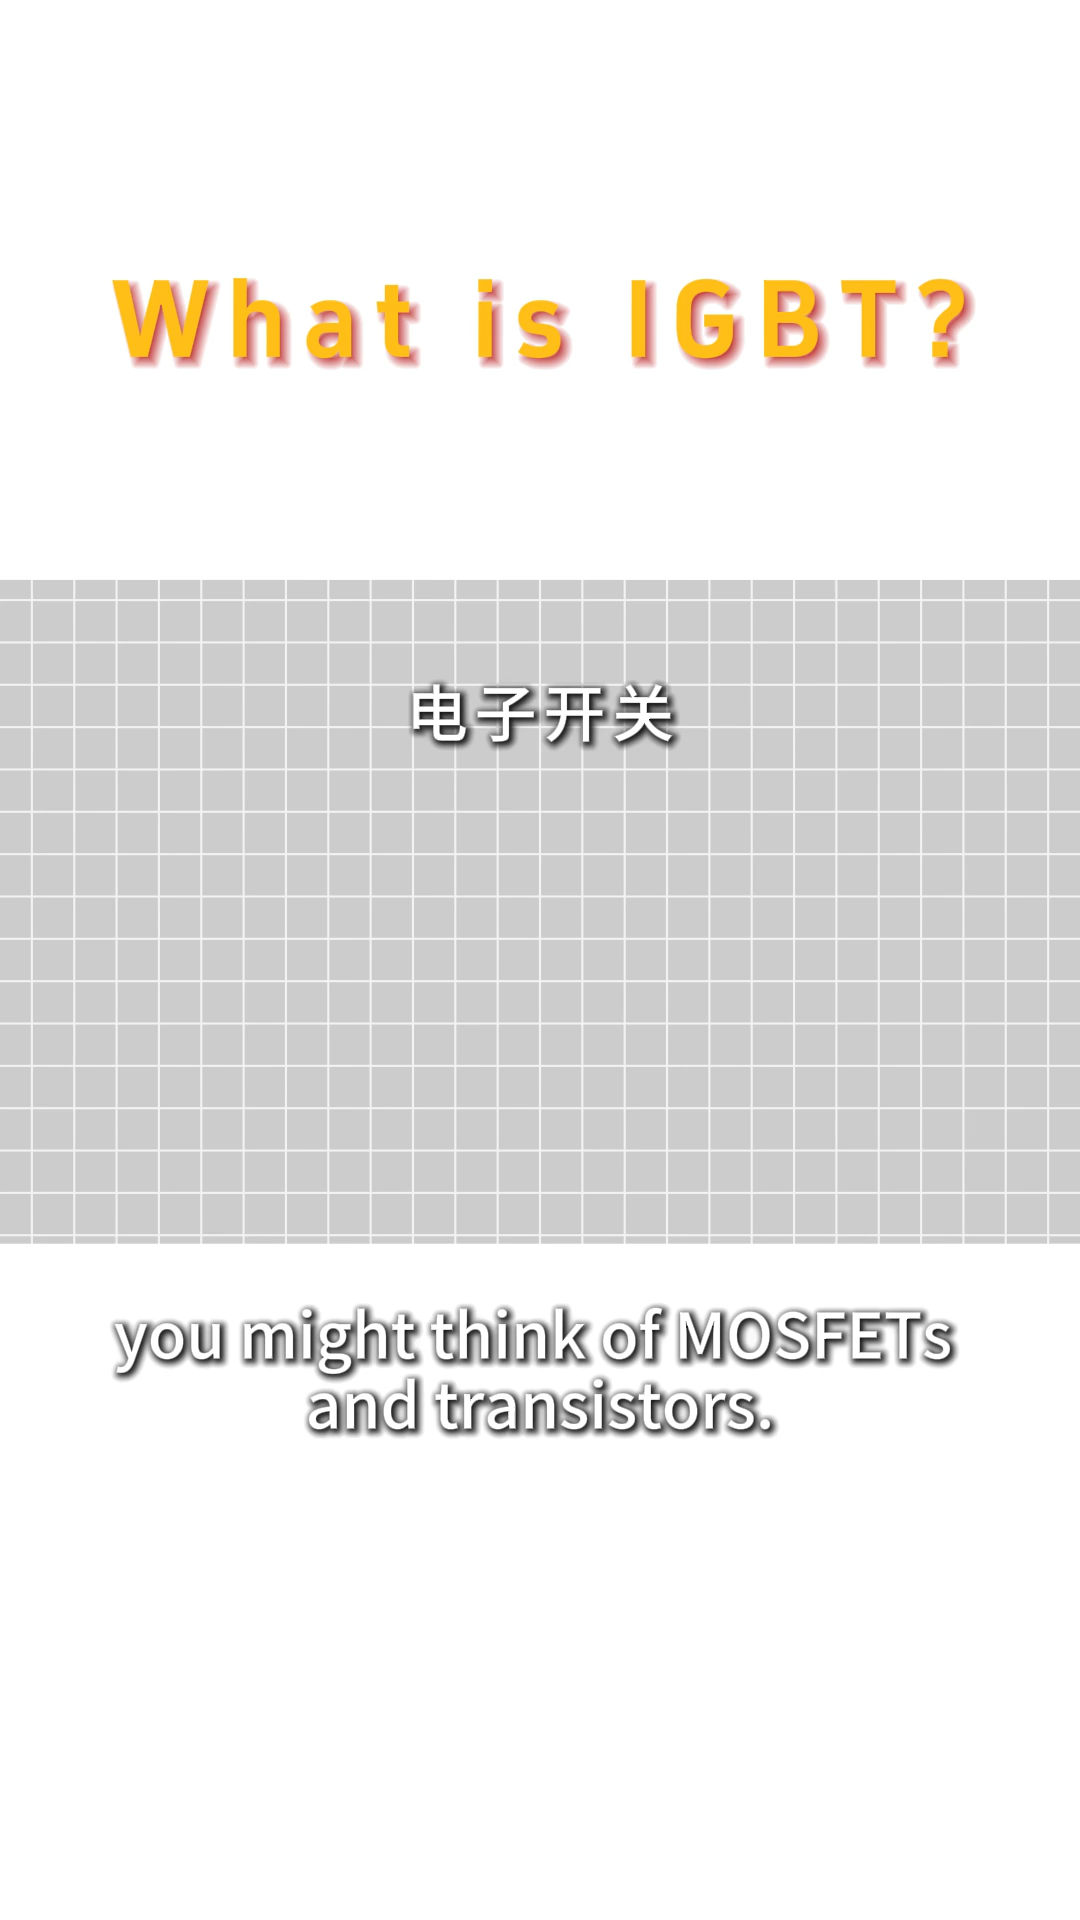 What is IGBT?
电子开关
you might think of MOSFETs
and transistors.